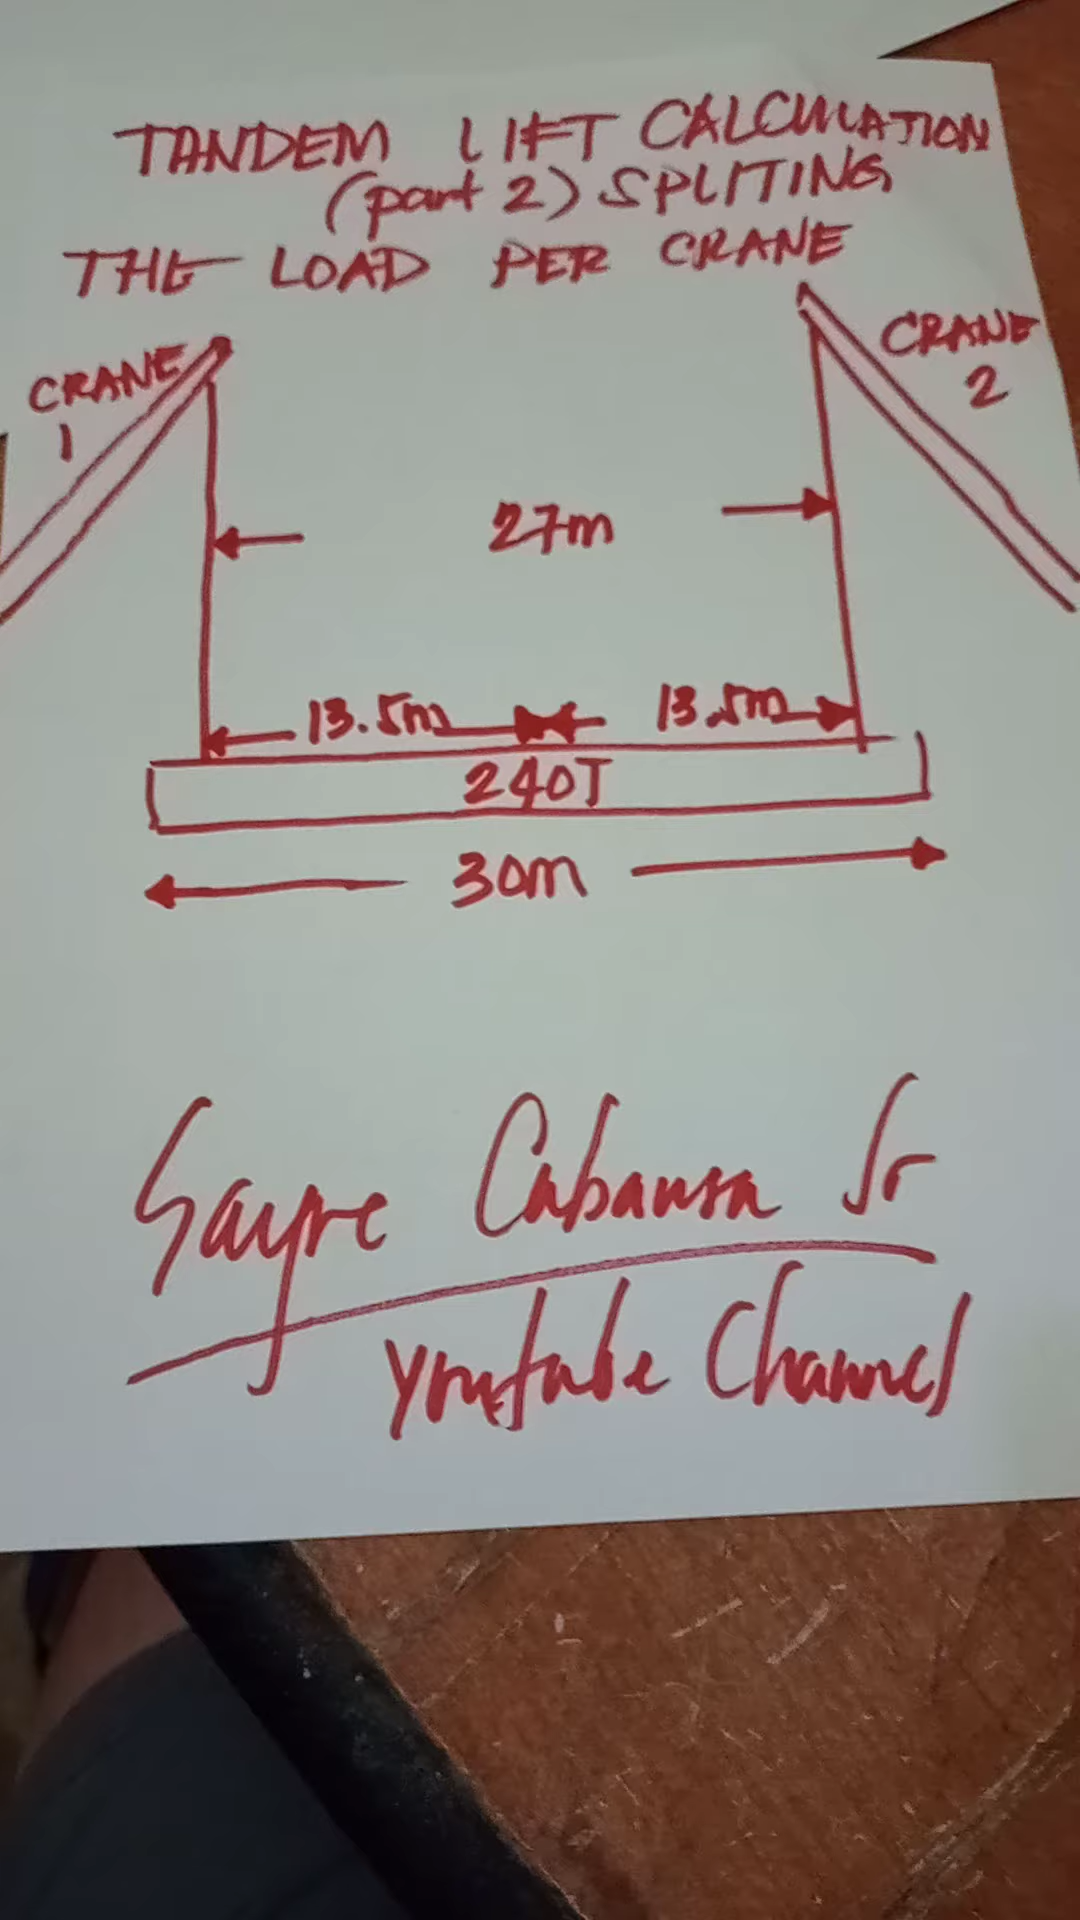 TANDEM LIFT CALCULATION
(part 2) SPLITING
THE LOAD PER CRANE
CRANE
1
CRANE
2
27m
13.5m
13.5m
240T
30m
Sayre Cabansa Jr
youtube Channel